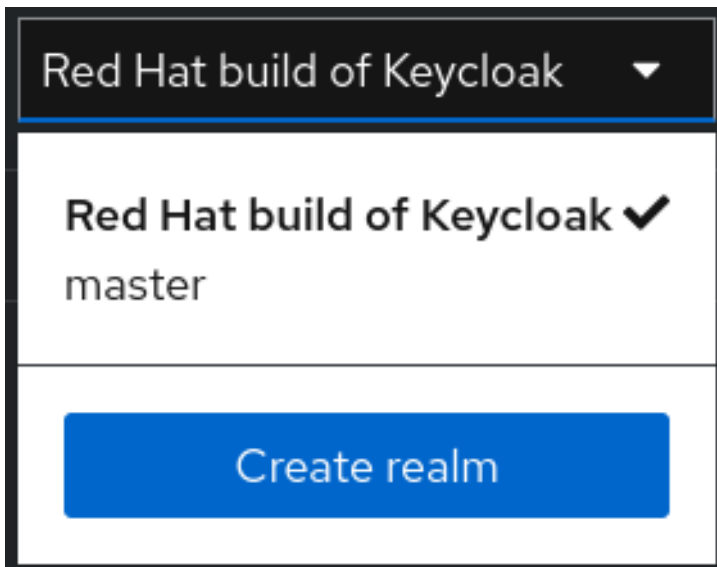 Red Hat build of Keycloak
Red Hat build of Keycloak
master
Create realm